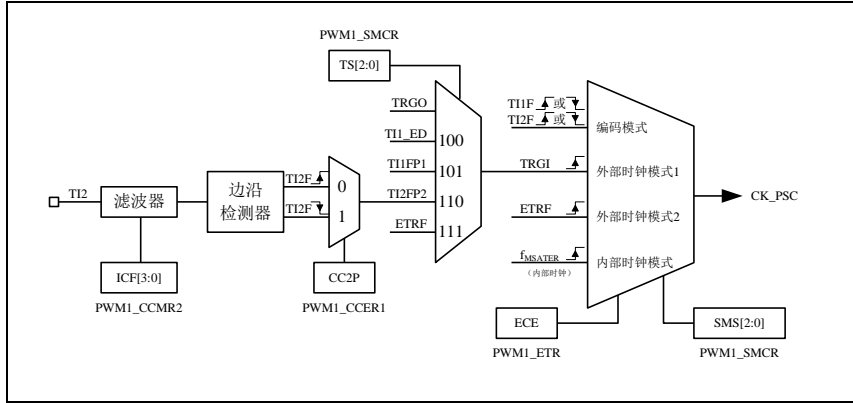 PWM1_SMCR
TS[2:0]
TRGO
TI1_ED
100
TI1FP1
101
TI2FP2
110
ETRF
111
TI2
滤波器
边沿
检测器
TI2F
0
TI2F
1
ICF[3:0]
PWM1_CCMR2
CC2P
PWM1_CCER1
TI1F 或
TI2F 或
编码模式
TRGI
外部时钟模式1
ETRF
外部时钟模式2
fMSATER
(内部时钟)
内部时钟模式
CK_PSC
ECE
PWM1_ETR
SMS[2:0]
PWM1_SMCR